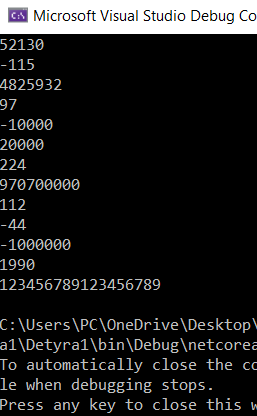 Microsoft Visual Studio Debug Co
52130
-115
4825932
97
-10000
20000
224
970700000
112
-44
-1000000
1990
123456789123456789
C:\Users\PC\OneDrive\Desktop\
a1\Detyra1\bin\Debug\netcorea
To automatically close the co
le when debugging stops.
Press any key to close this w